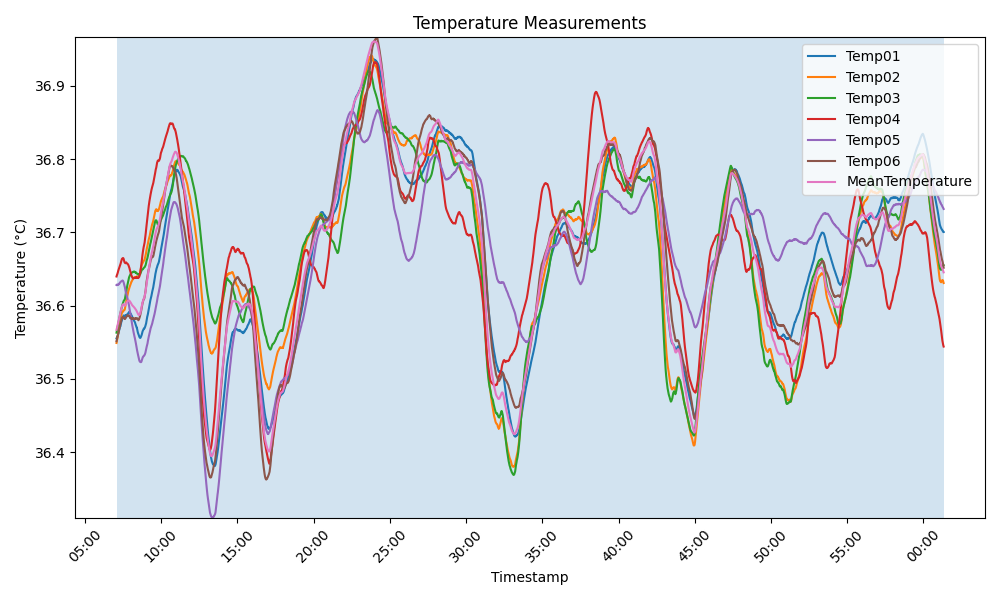 Temperature Measurements
Temp01
Temp02
Temp03
Temp04
Temp05
Temp06
MeanTemperature
Temperature (°C)
36.9
36.8
36.7
36.6
36.5
36.4
05:00
10:00
15:00
20:00
25:00
30:00
35:00
40:00
45:00
50:00
55:00
00:00
Timestamp